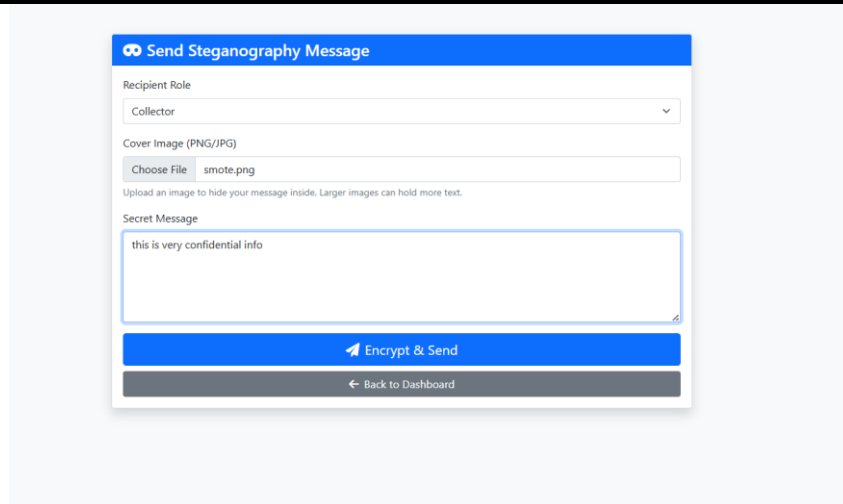 Send Steganography Message
Recipient Role
Collector
Cover Image (PNG/JPG)
Choose File smote.png
Upload an image to hide your message inside. Larger images can hold more text.
Secret Message
this is very confidential info
Encrypt & Send
Back to Dashboard